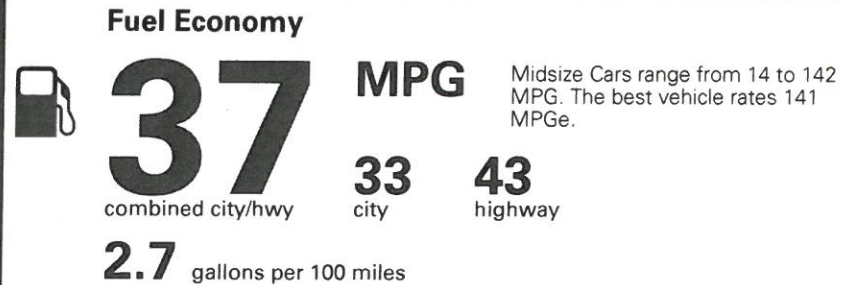 Fuel Economy
37 MPG
Midsize Cars range from 14 to 142
MPG. The best vehicle rates 141
MPGe.
combined city/hwy
33 city
43 highway
2.7 gallons per 100 miles